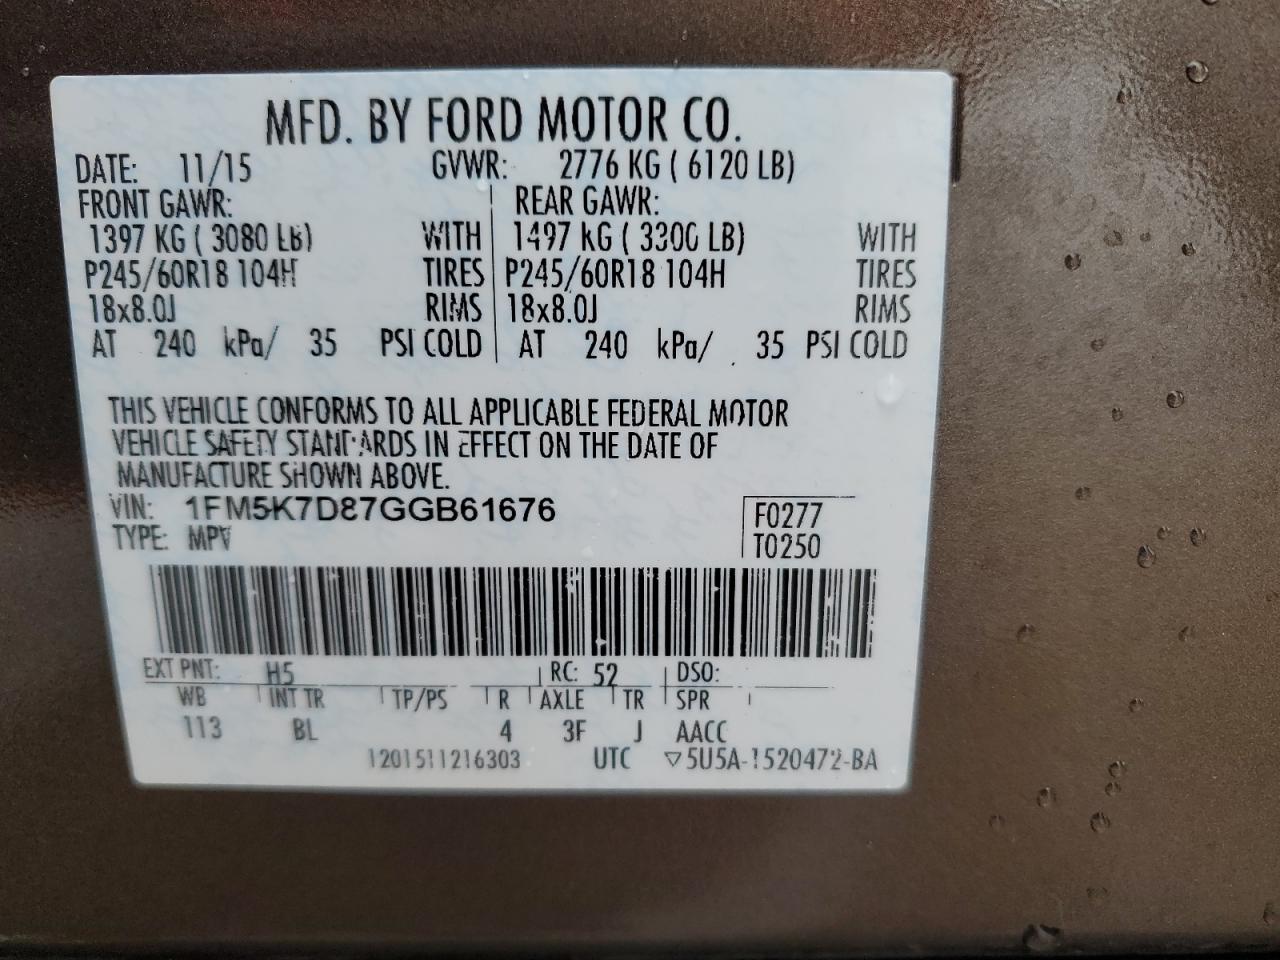 MFD. BY FORD MOTOR CO.
DATE: 11/15 GVWR: 2776 KG ( 6120 LB)
FRONT GAWR: REAR GAWR:
1397 KG ( 3080 LB) WITH 1497 KG ( 3300 LB) WITH
P245/60R18 104H TIRES P245/60R18 104H TIRES
18x8.0J RIMS 18x8.0J RIMS
AT 240 kPa/ 35 PSI COLD AT 240 kPa/ 35 PSI COLD
THIS VEHICLE CONFORMS TO ALL APPLICABLE FEDERAL MOTOR
VEHICLE SAFETY STANDARDS IN EFFECT ON THE DATE OF
MANUFACTURE SHOWN ABOVE.
VIN: 1FM5K7D87GGB61676 F0277
TYPE: MPV T0250
EXT PNT: H5 RC: 52 DSO:
WB INT TR TP/PS R AXLE TR SPR
113 BL 4 3F J AACC
1201511216303 UTC ▽5U5A-1520472-BA